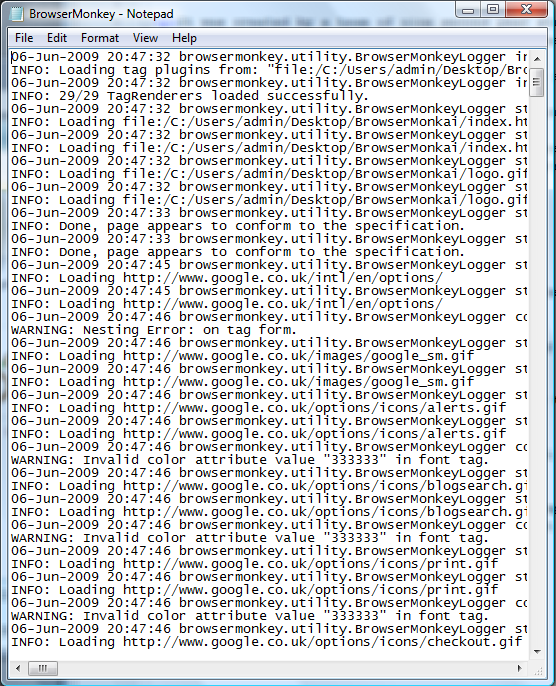 BrowserMonkey - Notepad
File Edit Format View Help
06-Jun-2009 20:47:32 browsermonkey.utility.BrowserMonkeyLogger in
INFO: Loading tag plugins from: "file:/C:/Users/admin/Desktop/Bro
06-Jun-2009 20:47:32 browsermonkey.utility.BrowserMonkeyLogger in
INFO: 29/29 TagRenderers loaded successfully.
06-Jun-2009 20:47:32 browsermonkey.utility.BrowserMonkeyLogger st
INFO: Loading file:/C:/Users/admin/Desktop/BrowserMonkai/index.ht
06-Jun-2009 20:47:32 browsermonkey.utility.BrowserMonkeyLogger st
INFO: Loading file:/C:/Users/admin/Desktop/BrowserMonkai/index.ht
06-Jun-2009 20:47:32 browsermonkey.utility.BrowserMonkeyLogger st
INFO: Loading file:/C:/Users/admin/Desktop/BrowserMonkai/logo.gif
06-Jun-2009 20:47:32 browsermonkey.utility.BrowserMonkeyLogger st
INFO: Loading file:/C:/Users/admin/Desktop/BrowserMonkai/logo.gif
06-Jun-2009 20:47:33 browsermonkey.utility.BrowserMonkeyLogger st
INFO: Done, page appears to conform to the specification.
06-Jun-2009 20:47:33 browsermonkey.utility.BrowserMonkeyLogger st
INFO: Done, page appears to conform to the specification.
06-Jun-2009 20:47:45 browsermonkey.utility.BrowserMonkeyLogger st
INFO: Loading http://www.google.co.uk/intl/en/options/
06-Jun-2009 20:47:45 browsermonkey.utility.BrowserMonkeyLogger st
INFO: Loading http://www.google.co.uk/intl/en/options/
06-Jun-2009 20:47:46 browsermonkey.utility.BrowserMonkeyLogger co
WARNING: Nesting Error: on tag form.
06-Jun-2009 20:47:46 browsermonkey.utility.BrowserMonkeyLogger st
INFO: Loading http://www.google.co.uk/images/google_sm.gif
06-Jun-2009 20:47:46 browsermonkey.utility.BrowserMonkeyLogger st
INFO: Loading http://www.google.co.uk/images/google_sm.gif
06-Jun-2009 20:47:46 browsermonkey.utility.BrowserMonkeyLogger st
INFO: Loading http://www.google.co.uk/options/icons/alerts.gif
06-Jun-2009 20:47:46 browsermonkey.utility.BrowserMonkeyLogger st
INFO: Loading http://www.google.co.uk/options/icons/alerts.gif
06-Jun-2009 20:47:46 browsermonkey.utility.BrowserMonkeyLogger co
WARNING: Invalid color attribute value "333333" in font tag.
06-Jun-2009 20:47:46 browsermonkey.utility.BrowserMonkeyLogger st
INFO: Loading http://www.google.co.uk/options/icons/blogsearch.gi
06-Jun-2009 20:47:46 browsermonkey.utility.BrowserMonkeyLogger st
INFO: Loading http://www.google.co.uk/options/icons/blogsearch.gi
06-Jun-2009 20:47:46 browsermonkey.utility.BrowserMonkeyLogger co
WARNING: Invalid color attribute value "333333" in font tag.
06-Jun-2009 20:47:46 browsermonkey.utility.BrowserMonkeyLogger st
INFO: Loading http://www.google.co.uk/options/icons/print.gif
06-Jun-2009 20:47:46 browsermonkey.utility.BrowserMonkeyLogger st
INFO: Loading http://www.google.co.uk/options/icons/print.gif
06-Jun-2009 20:47:46 browsermonkey.utility.BrowserMonkeyLogger co
WARNING: Invalid color attribute value "333333" in font tag.
06-Jun-2009 20:47:46 browsermonkey.utility.BrowserMonkeyLogger st
INFO: Loading http://www.google.co.uk/options/icons/checkout.gif